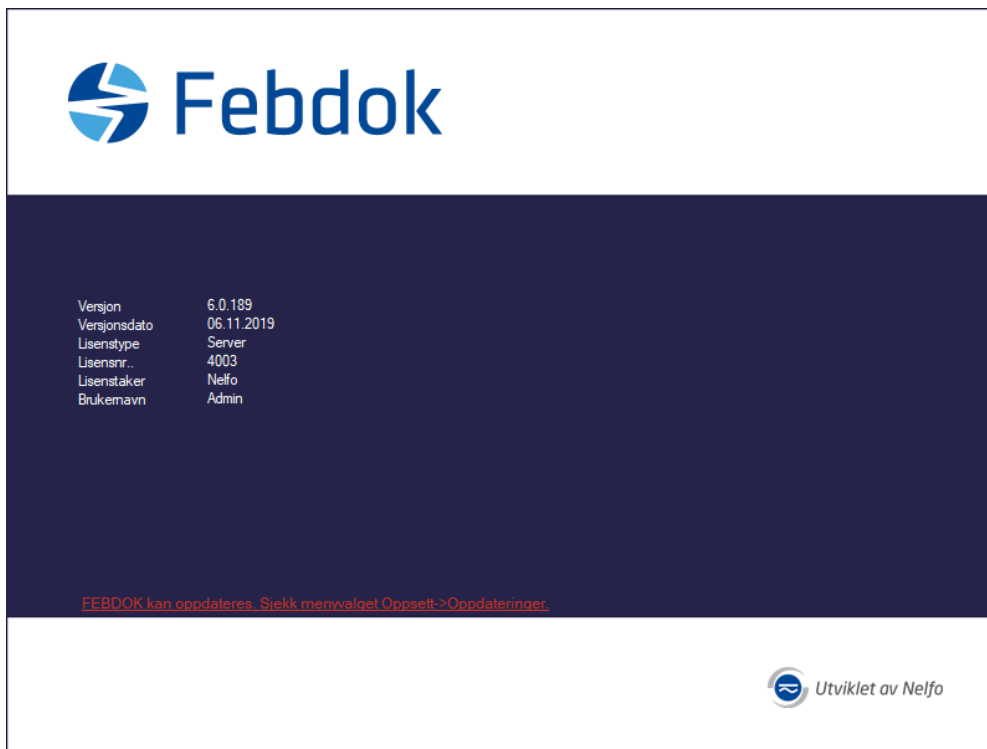 Febdok
Versjon 6.0.189
Versjonsdato 06.11.2019
Lisenstype Server
Lisensnr.. 4003
Lisenstaker Nelfo
Brukernavn Admin
FEBDOK kan oppdateres. Sjekk menyvalget Oppsett->Oppdateringer.
Utviklet av Nelfo